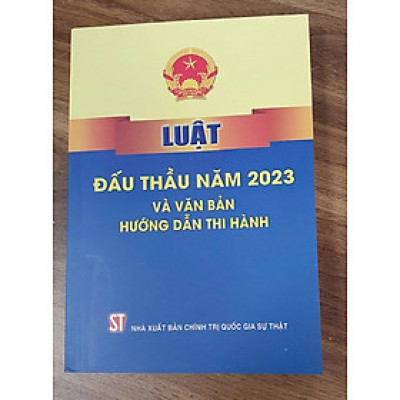 LUẬT
ĐẤU THẦU NĂM 2023
VÀ VĂN BẢN
HƯỚNG DẪN THI HÀNH
ST NHÀ XUẤT BẢN CHÍNH TRỊ QUỐC GIA SỰ THẬT